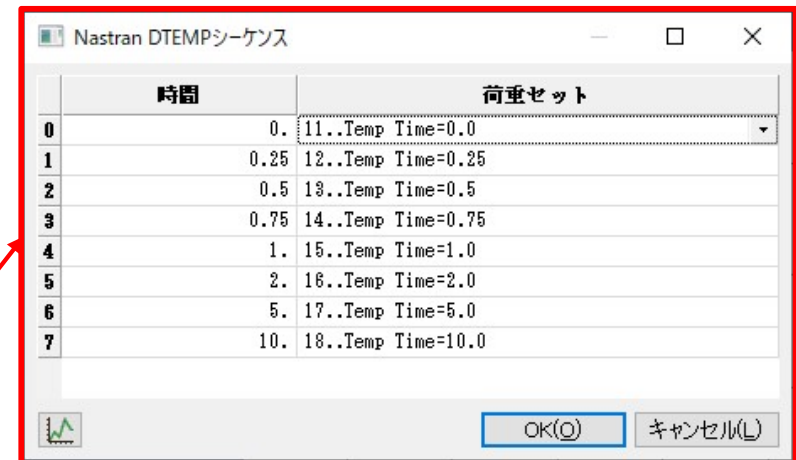 Nastran DTEMPシーケンス
時間 荷重セット
0 0. 11..Temp Time=0.0
1 0.25 12..Temp Time=0.25
2 0.5 13..Temp Time=0.5
3 0.75 14..Temp Time=0.75
4 1. 15..Temp Time=1.0
5 2. 16..Temp Time=2.0
6 5. 17..Temp Time=5.0
7 10. 18..Temp Time=10.0
OK(O) キャンセル(L)